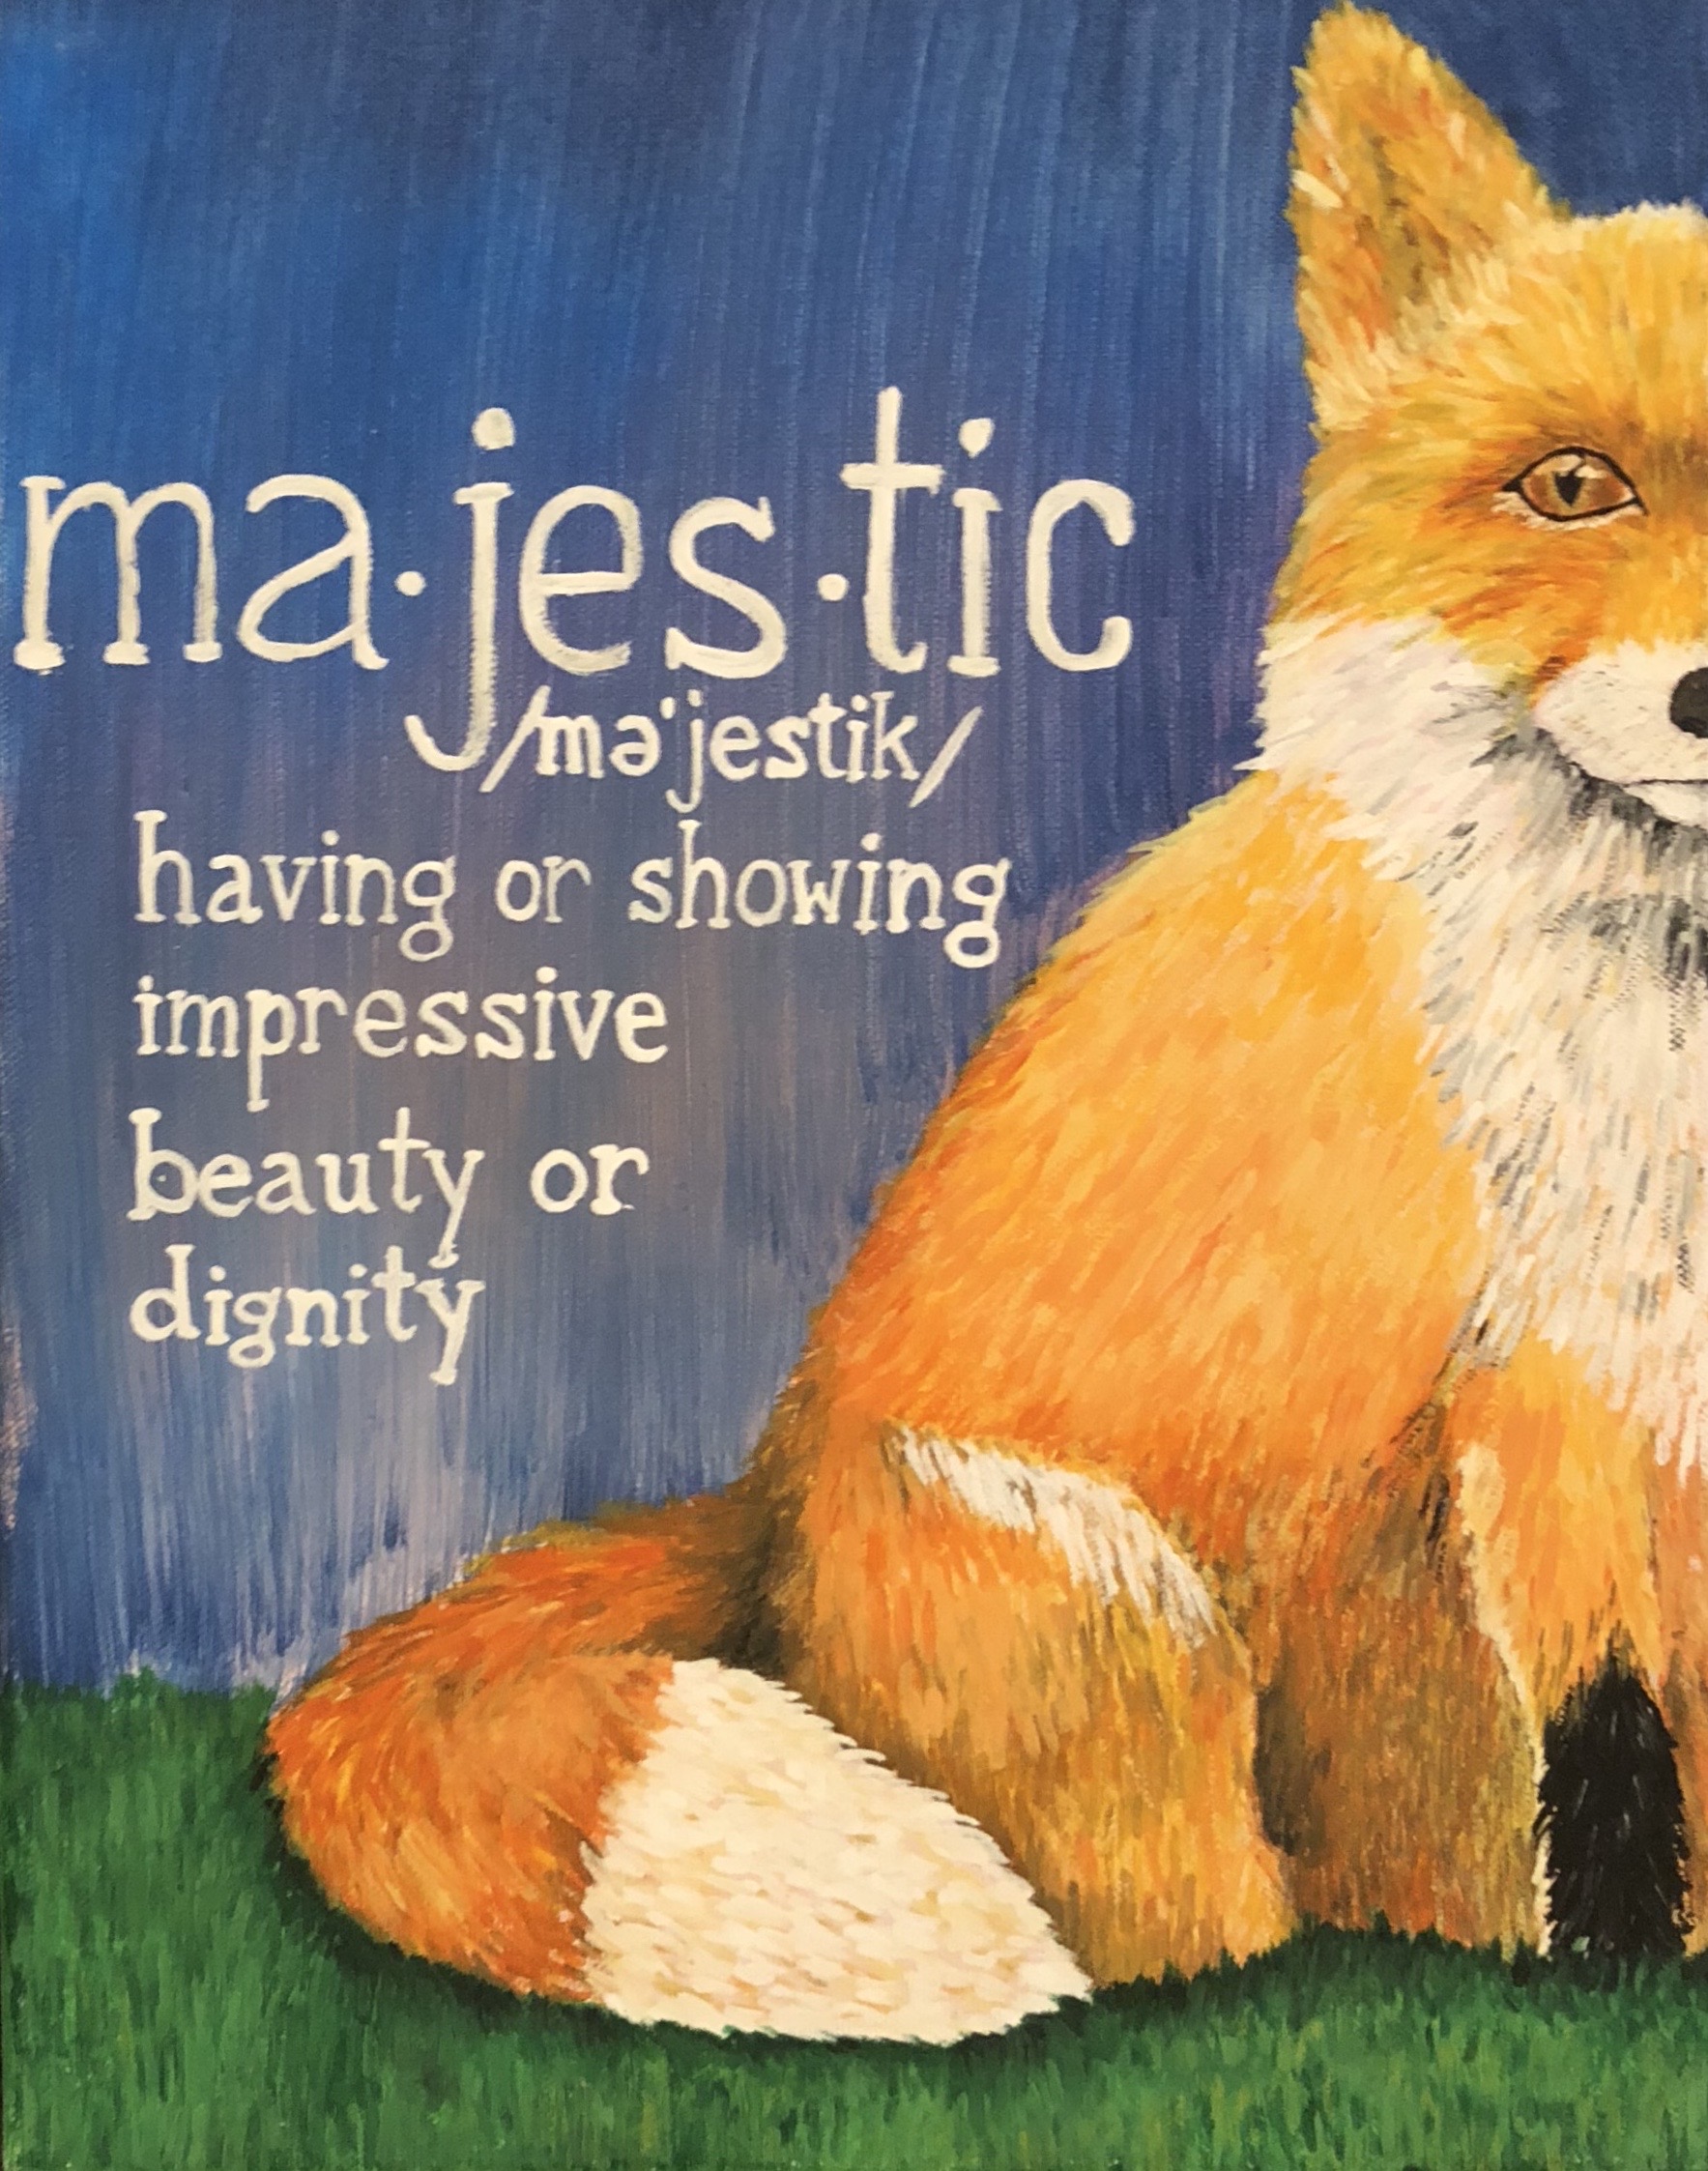 ma·jes·tic
/mə'jestik/
having or showing
impressive
beauty or
dignity